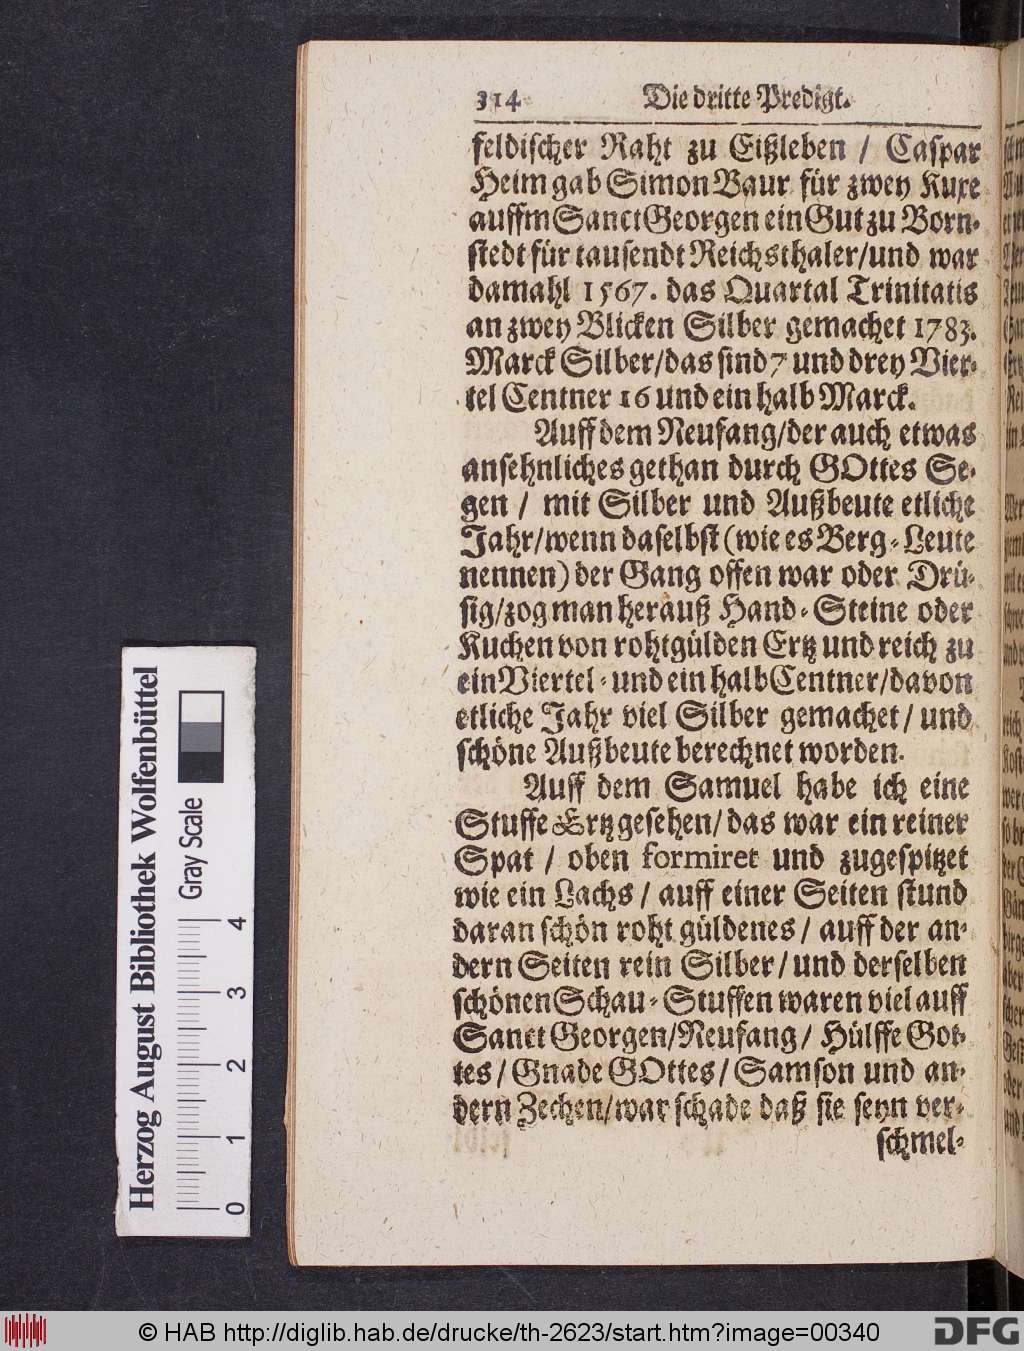 314 Die dritte Predigt.
feldischer Raht zu Eißleben / Caspar
Heim gab Simon Baur für zwey Kuxe
auffm Sanct Georgen ein Gut zu Born-
stedt für tausendt Reichsthaler/und war
damahl 1567. das Quartal Trinitatis
an zwey Blicken Silber gemachet 1783.
Marck Silber/das sind 7 und drey Vier-
tel Centner 16 und ein halb Marck.
Auff dem Neufang/der auch etwas
ansehnliches gethan durch GOttes Se-
gen / mit Silber und Außbeute etliche
Jahr/wenn daselbst (wie es Berg-Leute
nennen) der Gang offen war oder Drü-
sig/zog man herauß Hand-Steine oder
Kuchen von rohtgülden Ertz und reich zu
ein Viertel- und ein halb Centner/davon
etliche Jahr viel Silber gemachet/ und
schöne Außbeute berechnet worden.
Auff dem Samuel habe ich eine
Stuffe Ertz gesehen/ das war ein reiner
Spat / oben formiret und zugespitzet
wie ein Lachs / auff einer Seiten stund
daran schön roht güldenes / auff der an-
dern Seiten rein Silber/ und derselben
schönen Schau-Stuffen waren viel auff
Sanct Georgen/Neufang/ Hülffe Got-
tes / Gnade GOttes/ Samson und an-
dern Zechen/war schade daß sie seyn ver-
schmel-
Herzog August Bibliothek Wolfenbüttel
Gray Scale
0 1 2 3 4
© HAB http://diglib.hab.de/drucke/th-2623/start.htm?image=00340
DFG